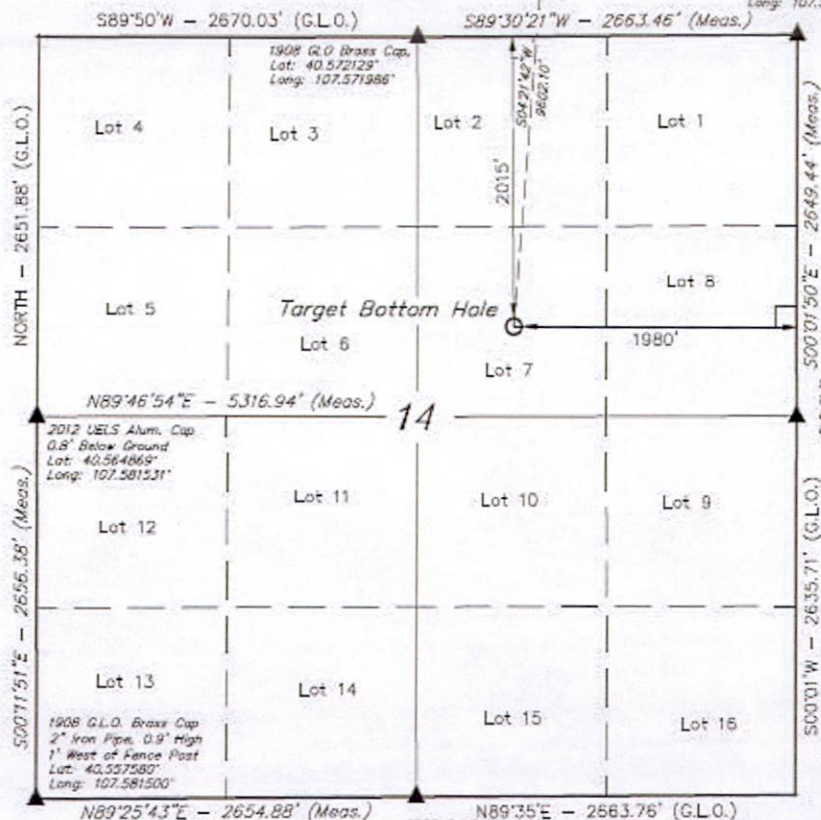 Long: 107.5
S89°50'W – 2670.03' (G.L.O.)
S89°30'21"W – 2663.46' (Meas.)
1908 GLO Brass Cap,
Lat: 40.572129°
Long: 107.571986°
S04°21'42"W
9602.10'
NORTH – 2651.88' (G.L.O.)
S00°01'50"E – 2649.44' (Meas.)
Lot 4
Lot 3
Lot 2
Lot 1
2015'
Lot 5
Target Bottom Hole
Lot 6
Lot 8
1980'
Lot 7
N89°46'54"E – 5316.94' (Meas.)
14
2012 UELS Alum. Cap
0.8' Below Ground
Lat: 40.564869°
Long: 107.581531°
S00°11'51"E – 2656.38' (Meas.)
S00°01'W – 2635.71' (G.L.O.)
Lot 12
Lot 11
Lot 10
Lot 9
Lot 13
Lot 14
Lot 15
Lot 16
1908 G.L.O. Brass Cap
2" Iron Pipe, 0.9' High
1' West of Fence Post
Lat: 40.557580°
Long: 107.581500°
N89°25'43"E – 2654.88' (Meas.)
N89°35'E – 2663.76' (G.L.O.)